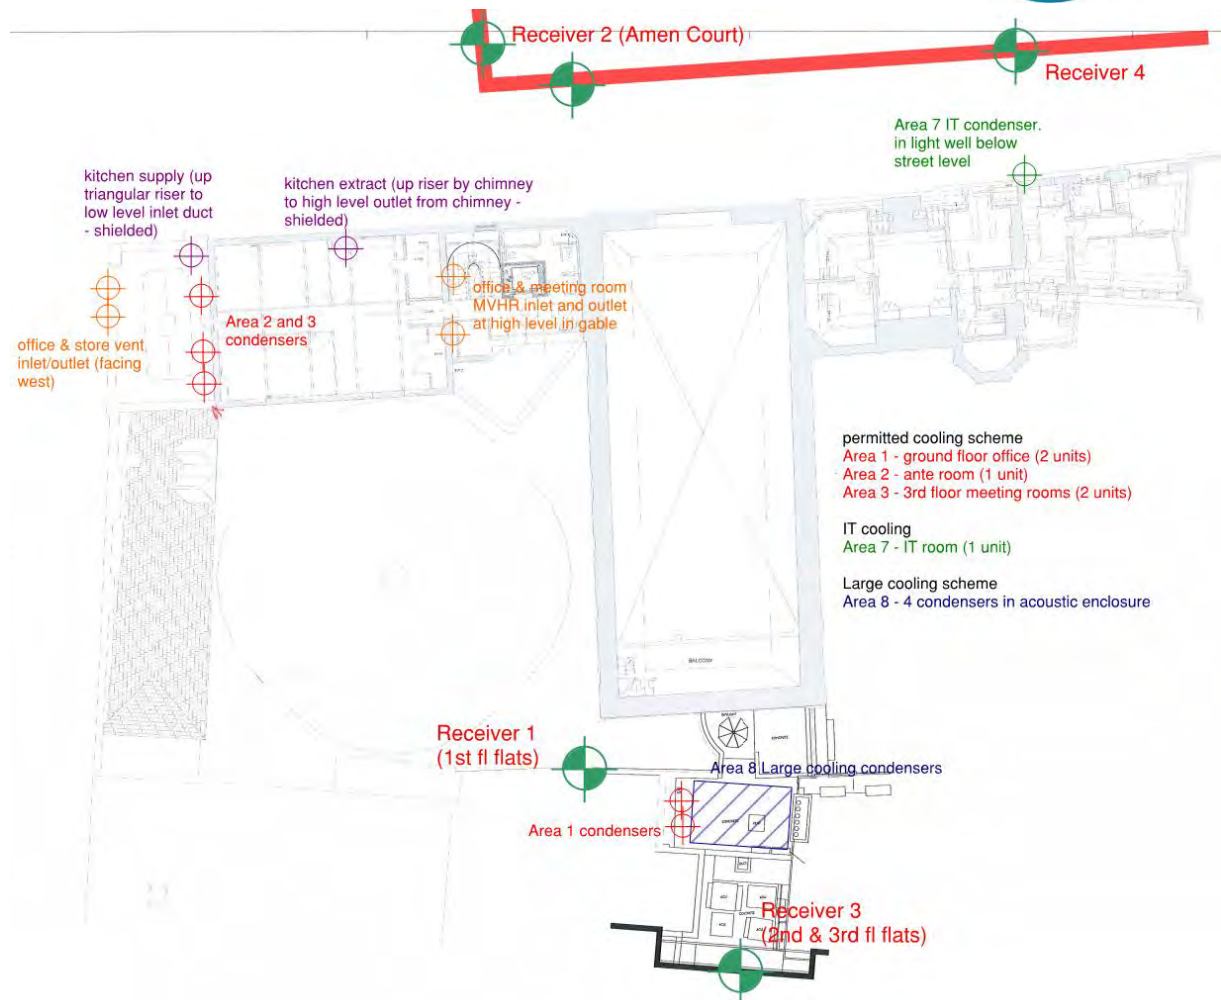 Receiver 2 (Amen Court)
Receiver 4
Area 7 IT condenser.
in light well below
street level
kitchen supply (up
triangular riser to
low level inlet duct
- shielded)
kitchen extract (up riser by chimney
to high level outlet from chimney -
shielded)
office & meeting room
MVHR inlet and outlet
at high level in gable
Area 2 and 3
condensers
office & store vent
inlet/outlet (facing
west)
permitted cooling scheme
Area 1 - ground floor office (2 units)
Area 2 - ante room (1 unit)
Area 3 - 3rd floor meeting rooms (2 units)
IT cooling
Area 7 - IT room (1 unit)
Large cooling scheme
Area 8 - 4 condensers in acoustic enclosure
BALCONY
Receiver 1
(1st fl flats)
Area 8 Large cooling condensers
Area 1 condensers
Receiver 3
(2nd & 3rd fl flats)